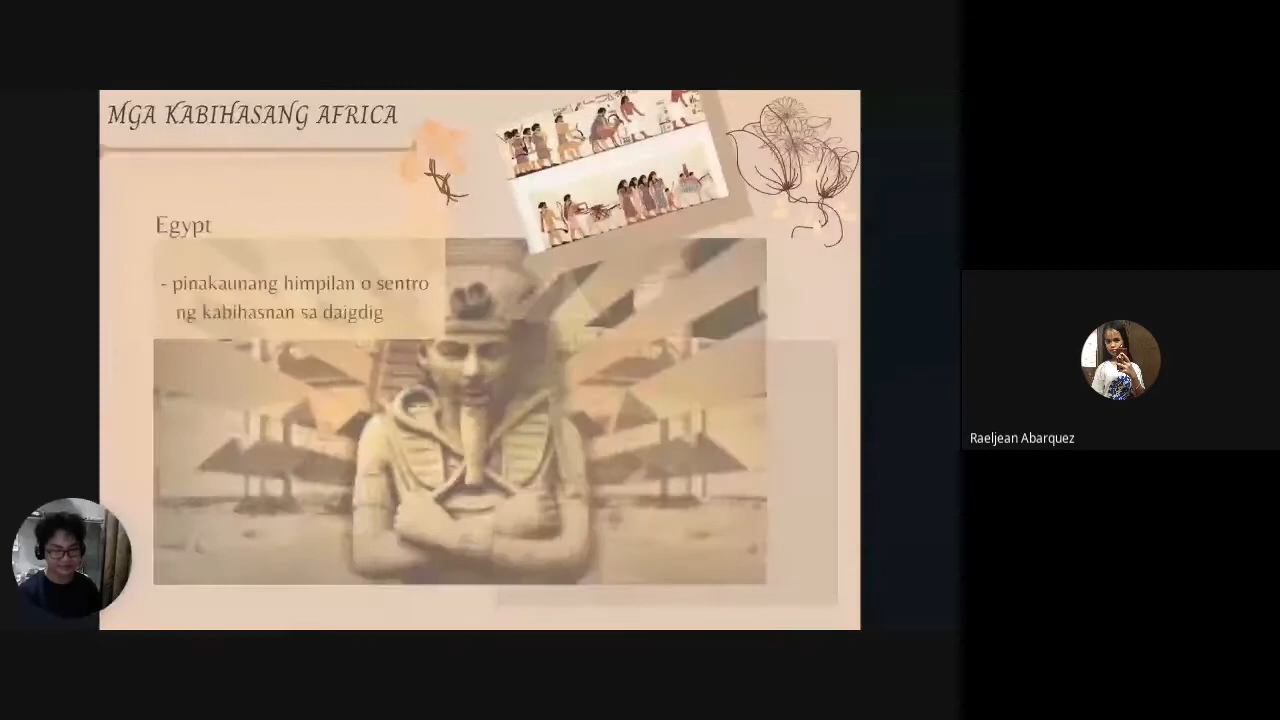 MGA KABIHASANG AFRICA
Egypt
- pinakaunang himpilan o sentro
ng kabihasnan sa daigdig
Raeljean Abarquez